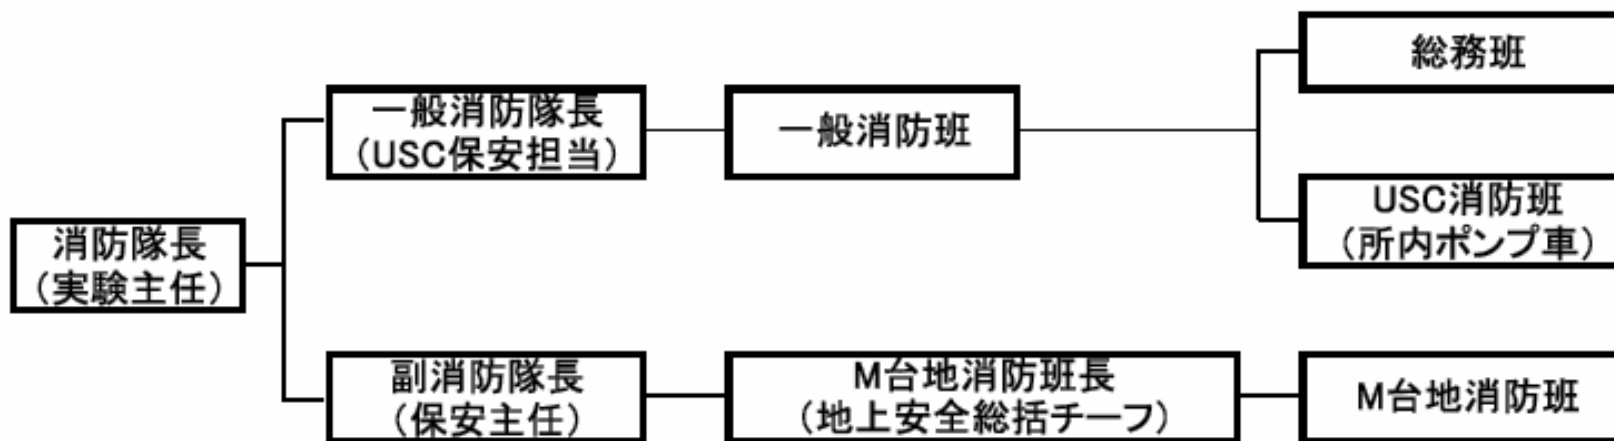 総務班
一般消防隊長
（USC保安担当）
一般消防班
USC消防班
（所内ポンプ車）
消防隊長
（実験主任）
副消防隊長
（保安主任）
M台地消防班長
（地上安全総括チーフ）
M台地消防班